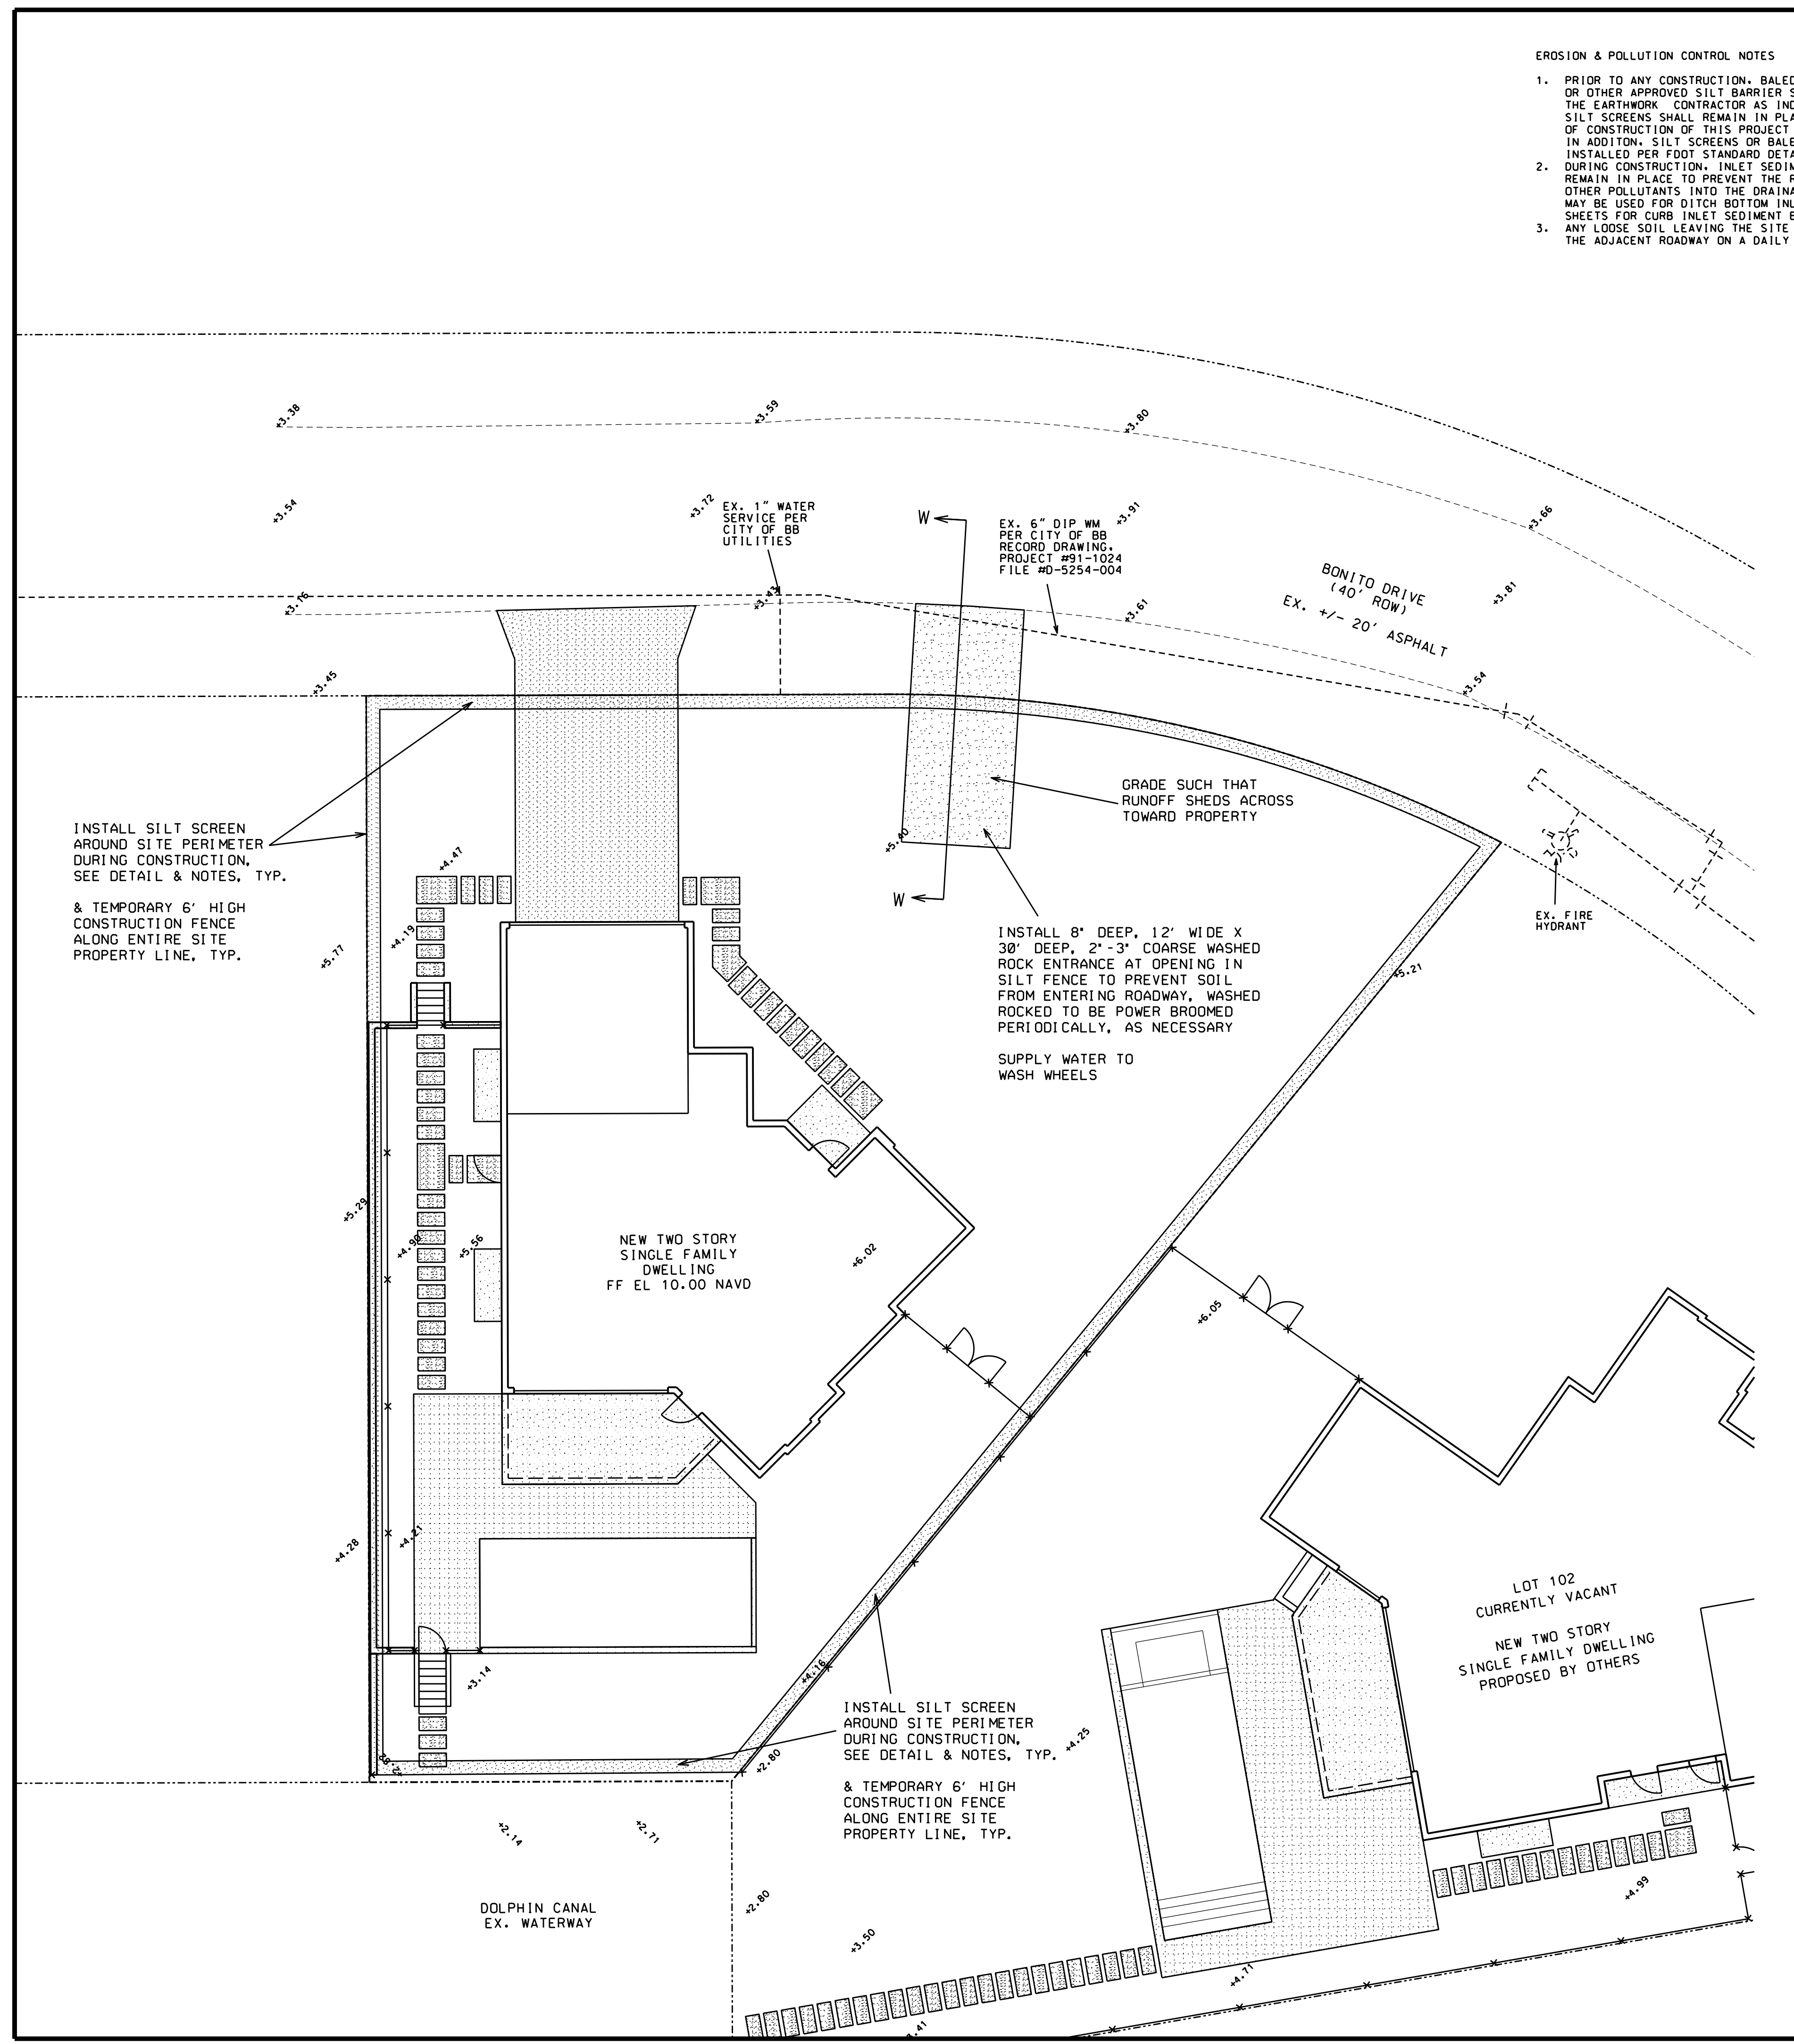 EROSION & POLLUTION CONTROL NOTES
1. PRIOR TO ANY CONSTRUCTION, BALED
OR OTHER APPROVED SILT BARRIER S
THE EARTHWORK CONTRACTOR AS IND
SILT SCREENS SHALL REMAIN IN PLA
OF CONSTRUCTION OF THIS PROJECT
IN ADDITON, SILT SCREENS OR BALE
INSTALLED PER FDOT STANDARD DETA
2. DURING CONSTRUCTION, INLET SEDIM
REMAIN IN PLACE TO PREVENT THE R
OTHER POLLUTANTS INTO THE DRAINA
MAY BE USED FOR DITCH BOTTOM INL
SHEETS FOR CURB INLET SEDIMENT B
3. ANY LOOSE SOIL LEAVING THE SITE
THE ADJACENT ROADWAY ON A DAILY
+3.38
+3.59
+3.80
+3.54
+3.72
+3.91
+3.66
EX. 1" WATER
SERVICE PER
CITY OF BB
UTILITIES
W
EX. 6" DIP WM
PER CITY OF BB
RECORD DRAWING,
PROJECT #91-1024
FILE #D-5254-004
BONITO DRIVE
(40' ROW)
EX. +/- 20' ASPHALT
+3.81
+3.16
+3.43
+3.61
+3.45
+3.54
GRADE SUCH THAT
RUNOFF SHEDS ACROSS
TOWARD PROPERTY
INSTALL SILT SCREEN
AROUND SITE PERIMETER
DURING CONSTRUCTION,
SEE DETAIL & NOTES, TYP.
& TEMPORARY 6' HIGH
CONSTRUCTION FENCE
ALONG ENTIRE SITE
PROPERTY LINE, TYP.
+4.47
+5.40
W
EX. FIRE
HYDRANT
+4.19
+5.77
+5.21
INSTALL 8" DEEP, 12' WIDE X
30' DEEP, 2"-3" COARSE WASHED
ROCK ENTRANCE AT OPENING IN
SILT FENCE TO PREVENT SOIL
FROM ENTERING ROADWAY, WASHED
ROCKED TO BE POWER BROOMED
PERIODICALLY, AS NECESSARY
SUPPLY WATER TO
WASH WHEELS
+5.29
+4.90
+5.56
NEW TWO STORY
SINGLE FAMILY
DWELLING
FF EL 10.00 NAVD
+6.02
+6.05
+4.28
+4.21
LOT 102
CURRENTLY VACANT
NEW TWO STORY
SINGLE FAMILY DWELLING
PROPOSED BY OTHERS
+3.14
+4.16
INSTALL SILT SCREEN
AROUND SITE PERIMETER
DURING CONSTRUCTION,
SEE DETAIL & NOTES, TYP.
& TEMPORARY 6' HIGH
CONSTRUCTION FENCE
ALONG ENTIRE SITE
PROPERTY LINE, TYP.
+4.25
+2.80
+2.14
+2.71
DOLPHIN CANAL
EX. WATERWAY
+2.80
+3.50
+4.99
+4.71